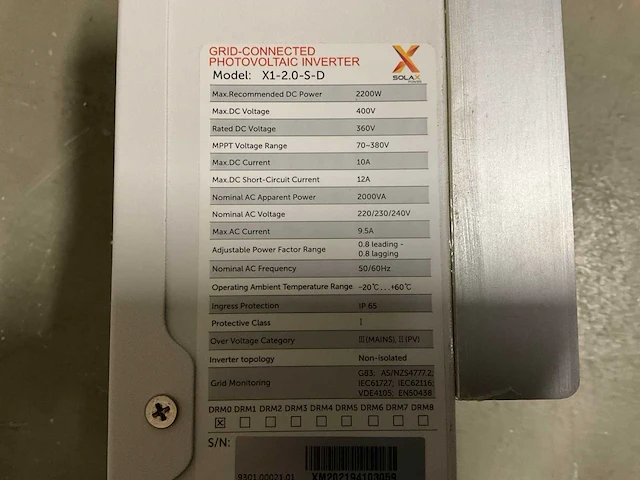 GRID-CONNECTED
PHOTOVOLTAIC INVERTER
SOLAX
POWER
Model: X1-2.0-S-D
Max.Recommended DC Power 2200W
Max.DC Voltage 400V
Rated.DC Voltage 360V
MPPT Voltage Range 70~380V
Max.DC Current 10A
Max.DC Short-Circuit Current 12A
Nominal AC Apparent Power 2000VA
Nominal AC Voltage 220/230/240V
Max.AC Current 9.5A
Adjustable Power Factor Range 0.8 leading -
0.8 lagging
Nominal AC Frequency 50/60Hz
Operating Ambient Temperature Range -20℃...+60℃
Ingress Protection IP 65
Protective Class I
Over Voltage Category III(MAINS), II(PV)
Inverter topology Non-isolated
Grid Monitoring G83; AS/NZS4777.2;
IEC61727; IEC62116;
VDE4105; EN50438
DRM0 DRM1 DRM2 DRM3 DRM4 DRM5 DRM6 DRM7 DRM8
S/N:
9301.00021.01 XM202194108059